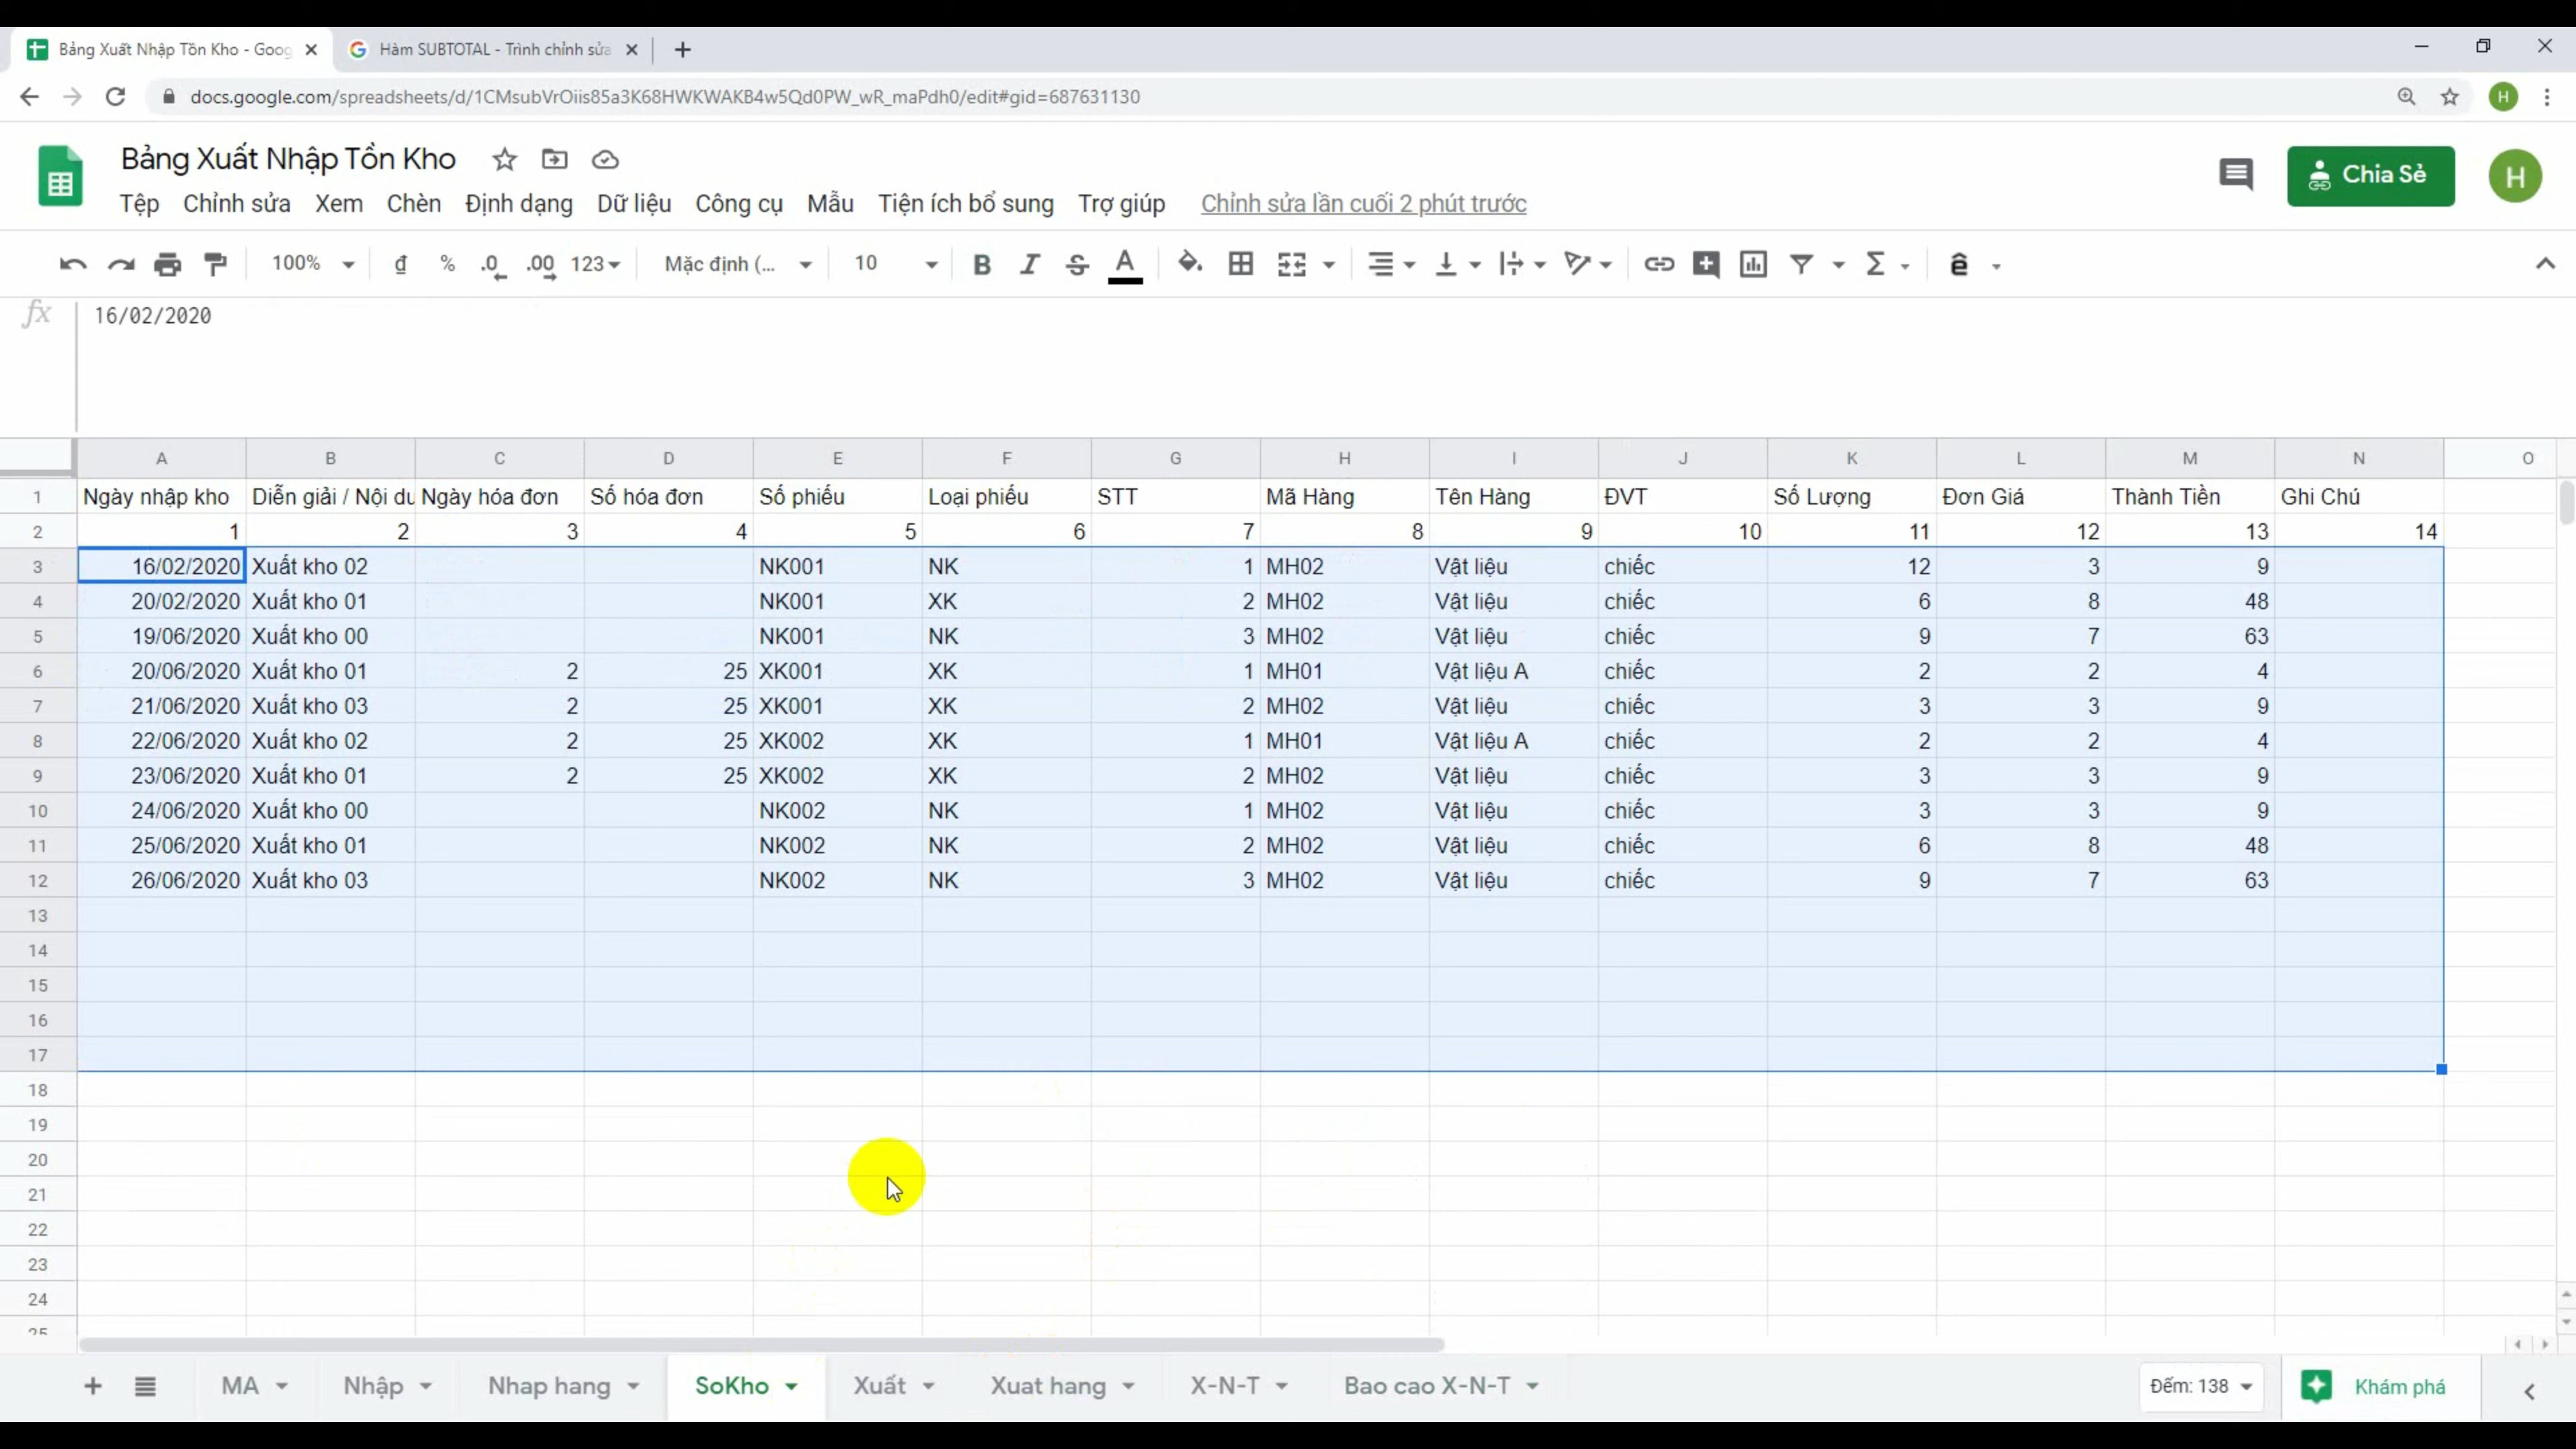 Bảng Xuất Nhập Tồn Kho - Goog
Hàm SUBTOTAL - Trình chỉnh sửa
docs.google.com/spreadsheets/d/1CMsubVrOiis85a3K68HWKWAKB4w5Qd0PW_wR_maPdh0/edit#gid=687631130
H
Bảng Xuất Nhập Tồn Kho
Chia Sẻ
H
Tệp Chỉnh sửa Xem Chèn Định dạng Dữ liệu Công cụ Mẫu Tiện ích bổ sung Trợ giúp Chỉnh sửa lần cuối 2 phút trước
100% ₫ % .0 .00 123 Mặc định (... 10 B I S A Σ ê
fx 16/02/2020
A B C D E F G H I J K L M N O
1 Ngày nhập kho Diễn giải / Nội du Ngày hóa đơn Số hóa đơn Số phiếu Loại phiếu STT Mã Hàng Tên Hàng ĐVT Số Lượng Đơn Giá Thành Tiền Ghi Chú
2 1 2 3 4 5 6 7 8 9 10 11 12 13 14
3 16/02/2020 Xuất kho 02 NK001 NK 1 MH02 Vật liệu chiếc 12 3 9
4 20/02/2020 Xuất kho 01 NK001 XK 2 MH02 Vật liệu chiếc 6 8 48
5 19/06/2020 Xuất kho 00 NK001 NK 3 MH02 Vật liệu chiếc 9 7 63
6 20/06/2020 Xuất kho 01 2 25 XK001 XK 1 MH01 Vật liệu A chiếc 2 2 4
7 21/06/2020 Xuất kho 03 2 25 XK001 XK 2 MH02 Vật liệu chiếc 3 3 9
8 22/06/2020 Xuất kho 02 2 25 XK002 XK 1 MH01 Vật liệu A chiếc 2 2 4
9 23/06/2020 Xuất kho 01 2 25 XK002 XK 2 MH02 Vật liệu chiếc 3 3 9
10 24/06/2020 Xuất kho 00 NK002 NK 1 MH02 Vật liệu chiếc 3 3 9
11 25/06/2020 Xuất kho 01 NK002 NK 2 MH02 Vật liệu chiếc 6 8 48
12 26/06/2020 Xuất kho 03 NK002 NK 3 MH02 Vật liệu chiếc 9 7 63
13
14
15
16
17
18
19
20
21
22
23
24
25
MA Nhập Nhap hang SoKho Xuất Xuat hang X-N-T Bao cao X-N-T Đếm: 138 Khám phá